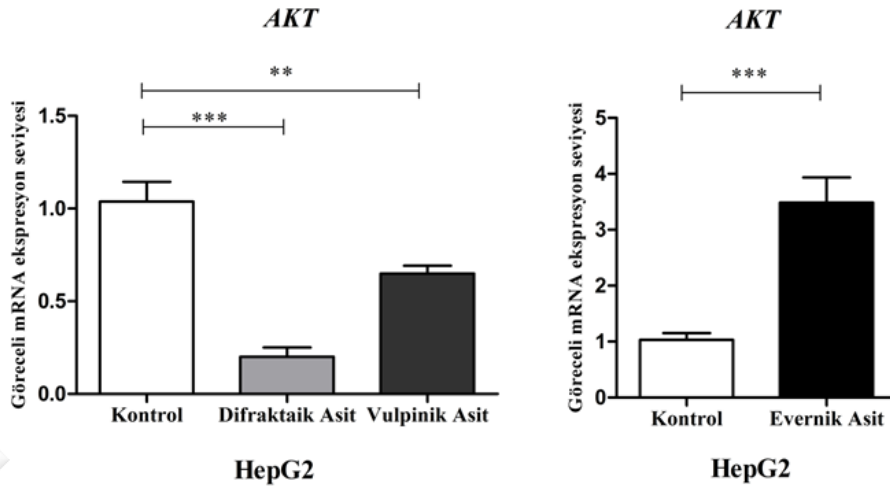 AKT
**
***
Göreceli mRNA ekspresyon seviyesi
1.5
1.0
0.5
0.0
Kontrol
Difraktaik Asit
Vulpinik Asit
HepG2
AKT
***
Göreceli mRNA ekspresyon seviyesi
5
4
3
2
1
0
Kontrol
Evernik Asit
HepG2